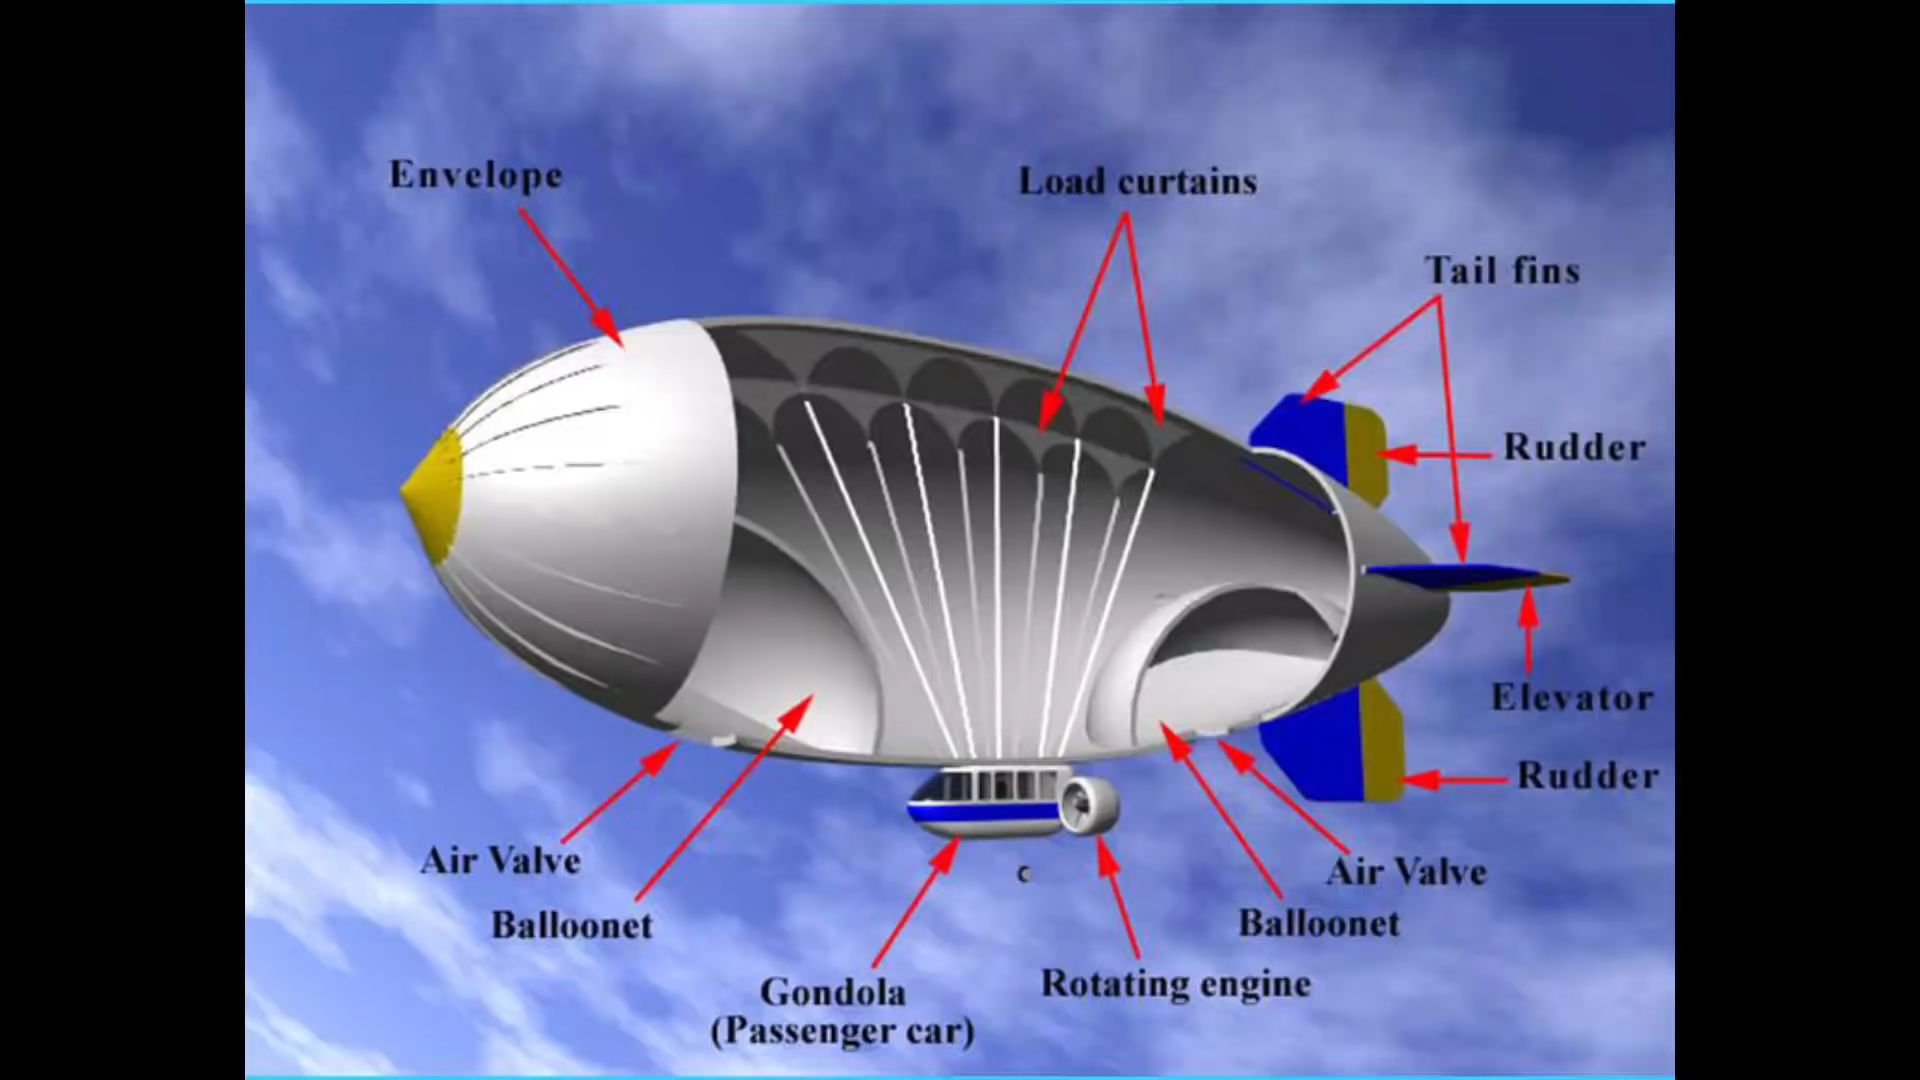 Envelope
Load curtains
Tail fins
Rudder
Elevator
Rudder
Air Valve
Air Valve
Balloonet
Balloonet
c
Gondola
(Passenger car)
Rotating engine